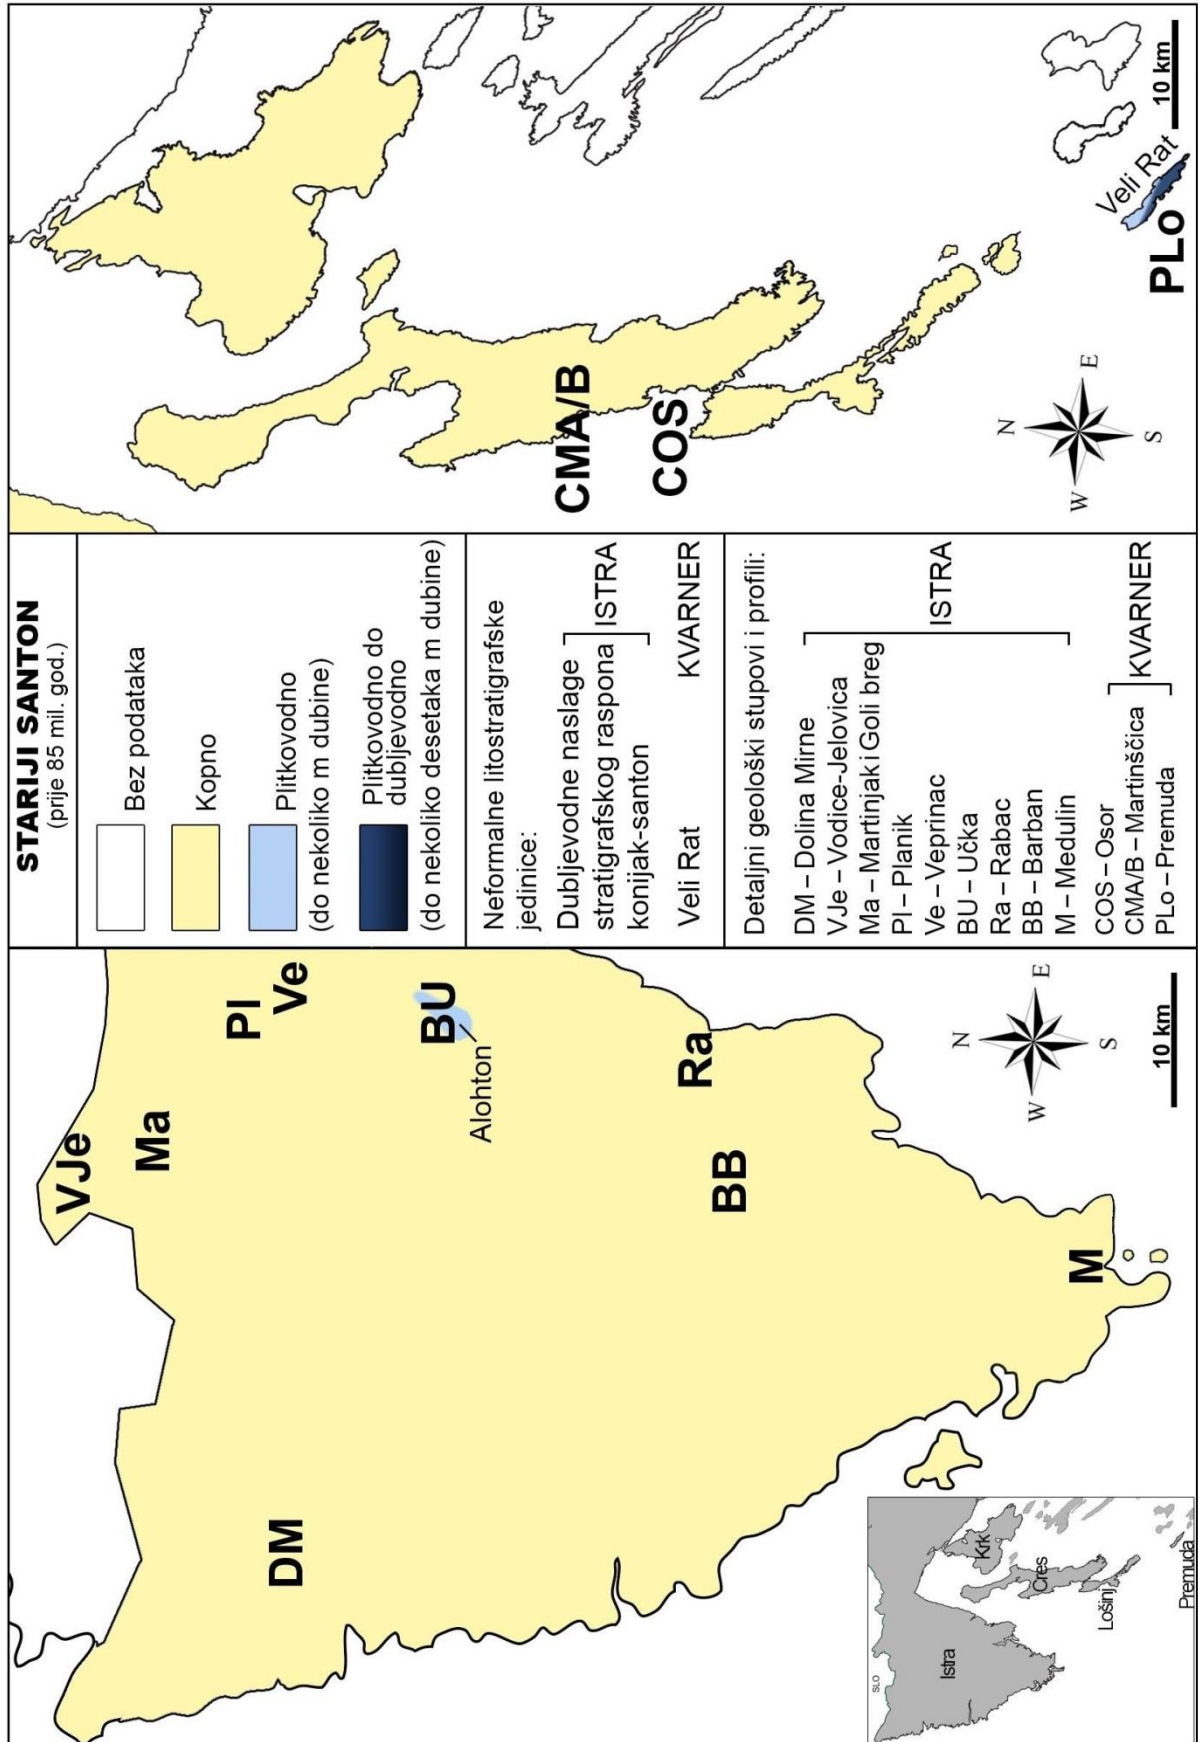 VJe
Ma
PI
Ve
DM
BU
Alohton
Ra
BB
M
N
E
S
W
10 km
SLO
Istra
Krk
Cres
Lošinj
Premuda
STARIJI SANTON
(prije 85 mil. god.)
Bez podataka
Kopno
Plitkovodno
(do nekoliko m dubine)
Plitkovodno do
dubljevodno
(do nekoliko desetaka m dubine)
Neformalne litostratigrafske
jedinice:
Dubljevodne naslage
stratigrafskog raspona
konijak-santon
ISTRA
Veli Rat KVARNER
Detaljni geološki stupovi i profili:
DM – Dolina Mirne
VJe – Vodice-Jelovica
Ma – Martinjaki Goli breg
PI – Planik
Ve – Veprinac
BU – Učka
Ra – Rabac
BB – Barban
M – Medulin
ISTRA
COS – Osor
CMA/B – Martinšćica
PLo – Premuda
KVARNER
CMA/B
COS
N
E
S
W
Veli Rat
PLo
10 km